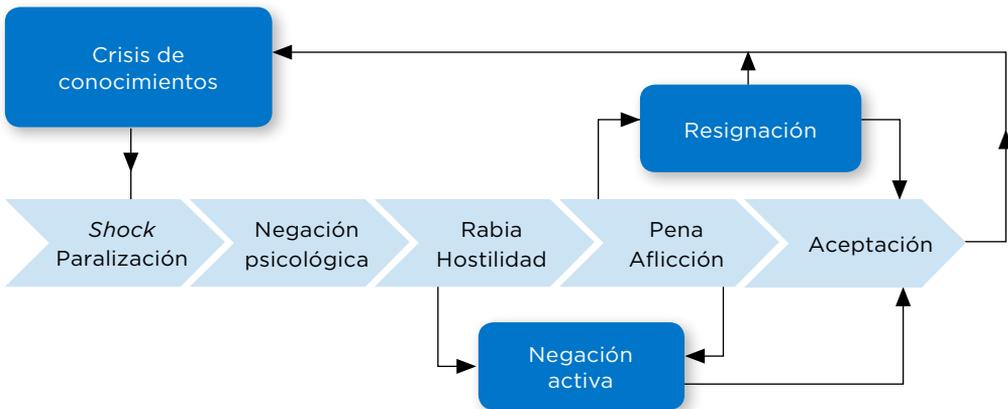 Crisis de
conocimientos
Resignación
Shock
Paralización
Negación
psicológica
Rabia
Hostilidad
Pena
Aflicción
Aceptación
Negación
activa